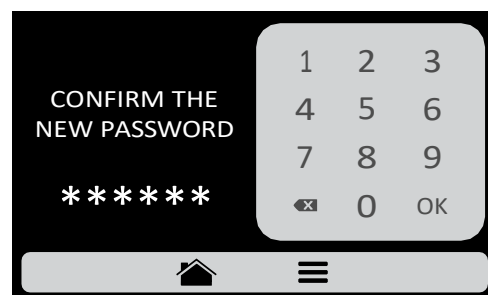 CONFIRM THE
NEW PASSWORD
******
1 2 3
4 5 6
7 8 9
0 OK